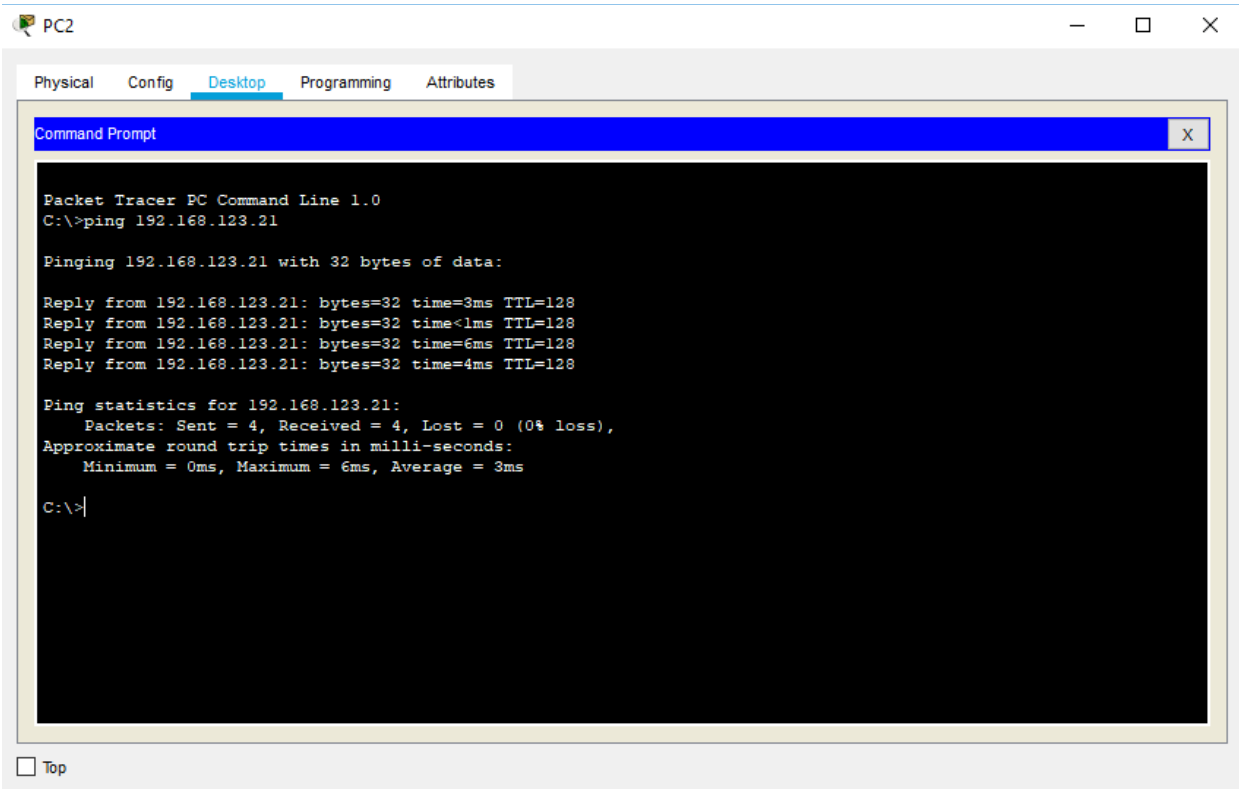 PC2
Physical Config Desktop Programming Attributes
Command Prompt
X
Packet Tracer PC Command Line 1.0
C:\>ping 192.168.123.21
Pinging 192.168.123.21 with 32 bytes of data:
Reply from 192.168.123.21: bytes=32 time=3ms TTL=128
Reply from 192.168.123.21: bytes=32 time<1ms TTL=128
Reply from 192.168.123.21: bytes=32 time=6ms TTL=128
Reply from 192.168.123.21: bytes=32 time=4ms TTL=128
Ping statistics for 192.168.123.21:
Packets: Sent = 4, Received = 4, Lost = 0 (0% loss),
Approximate round trip times in milli-seconds:
Minimum = 0ms, Maximum = 6ms, Average = 3ms
C:\>
Top